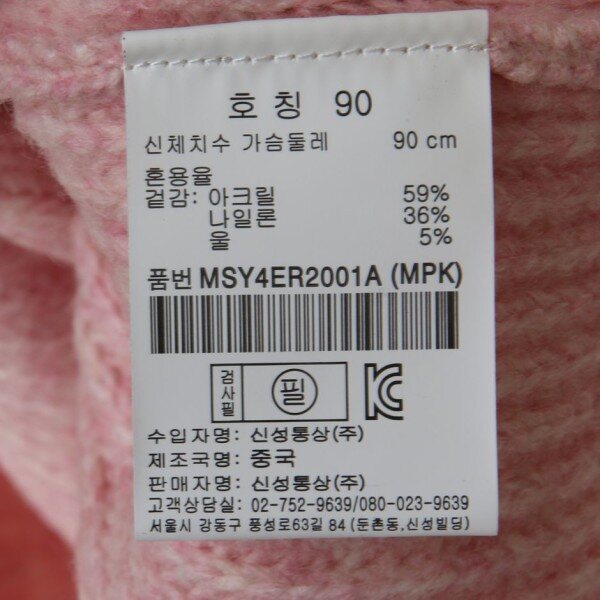 호 칭 90
신체치수 가슴둘레 90 cm
혼용율
겉감: 아크릴 59%
나일론 36%
울 5%
품번 MSY4ER2001A (MPK)
검사필 필 KC
수입자명: 신성통상(주)
제조국명: 중국
판매자명: 신성통상(주)
고객상담실: 02-752-9639/080-023-9639
서울시 강동구 풍성로63길 84 (둔촌동,신성빌딩)